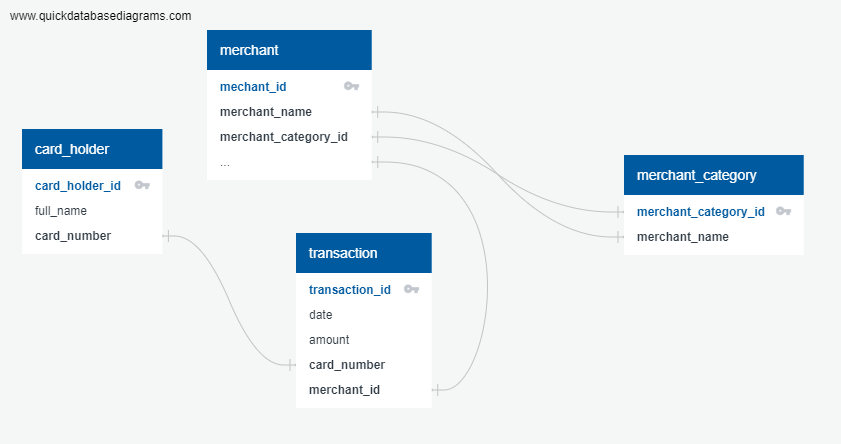 www.quickdatabasediagrams.com
merchant
mechant_id
merchant_name
merchant_category_id
...
card_holder
card_holder_id
full_name
card_number
merchant_category
merchant_category_id
merchant_name
transaction
transaction_id
date
amount
card_number
merchant_id